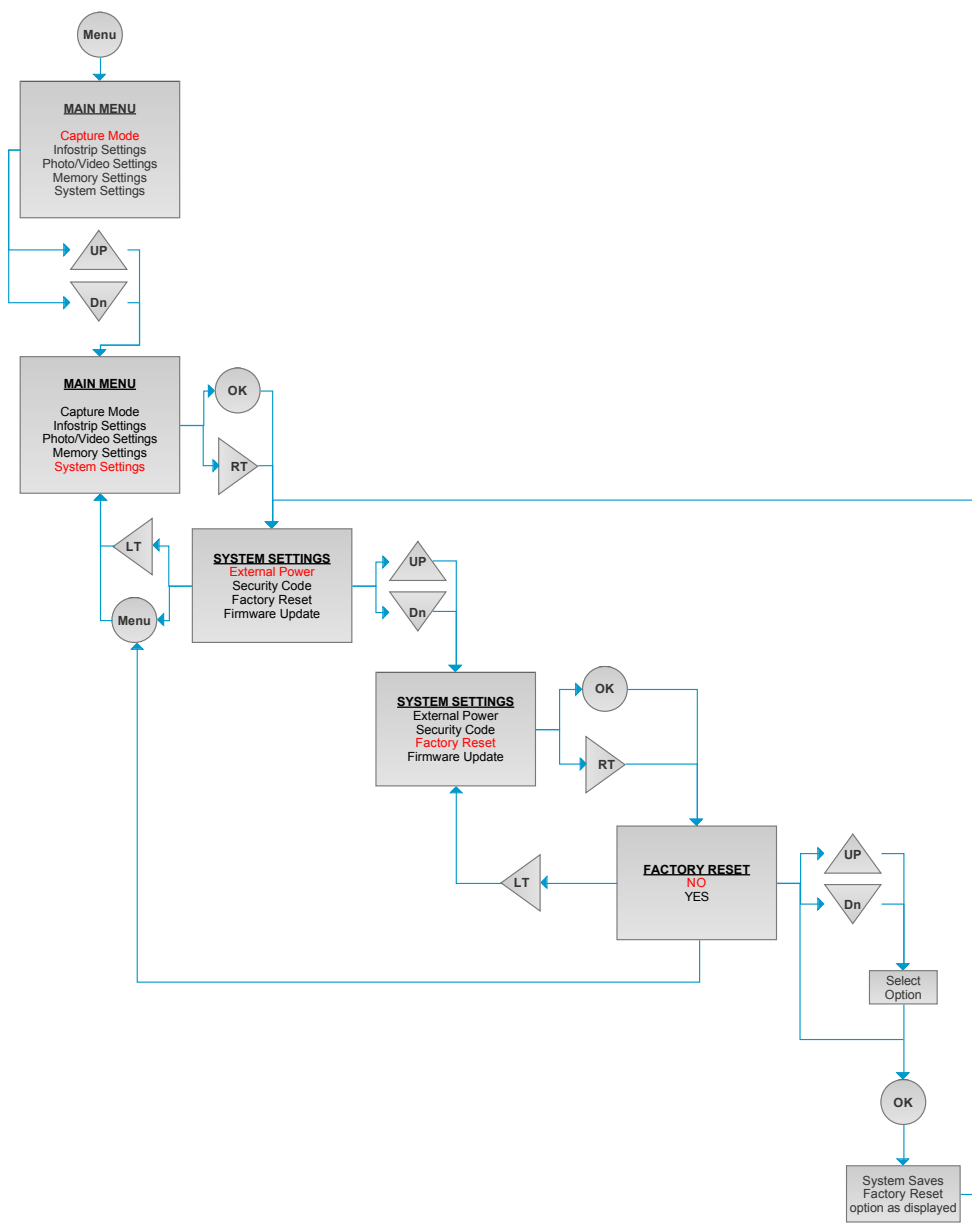 Menu
MAIN MENU
Capture Mode
Infostrip Settings
Photo/Video Settings
Memory Settings
System Settings
UP
Dn
MAIN MENU
Capture Mode
Infostrip Settings
Photo/Video Settings
Memory Settings
System Settings
OK
RT
LT
Menu
SYSTEM SETTINGS
External Power
Security Code
Factory Reset
Firmware Update
UP
Dn
SYSTEM SETTINGS
External Power
Security Code
Factory Reset
Firmware Update
OK
RT
LT
FACTORY RESET
NO
YES
UP
Dn
Select
Option
OK
System Saves
Factory Reset
option as displayed